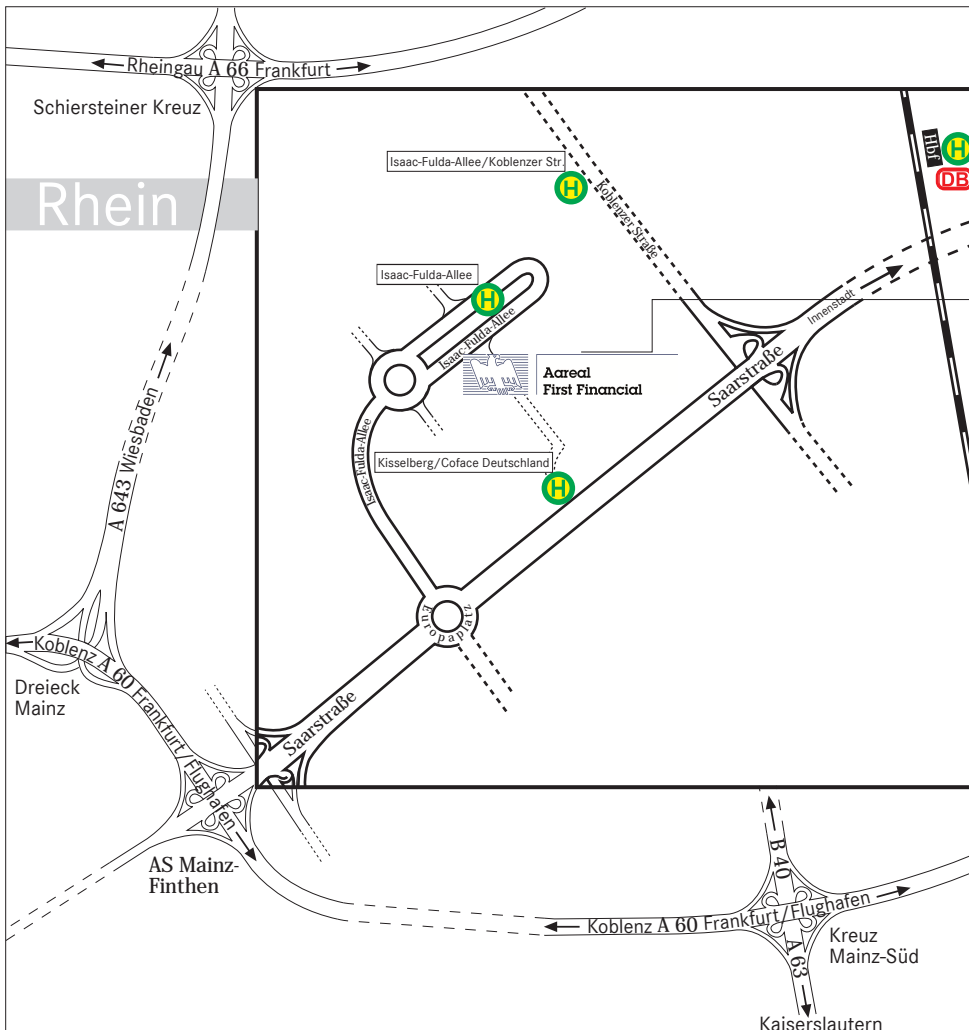 Rheingau A 66 Frankfurt
Schiersteiner Kreuz
Rhein
Hbf
H
DB
Isaac-Fulda-Allee/Koblenzer Str.
H
Koblenzer Straße
Isaac-Fulda-Allee
H
Isaac-Fulda-Allee
Innenstadt
Aareal
First Financial
Saarstraße
A 643 Wiesbaden
Isaac-Fulda-Allee
Kisselberg/Coface Deutschland
H
Europaplatz
Koblenz A 60 Frankfurt/Flughafen
Dreieck
Mainz
Saarstraße
AS Mainz-
Finthen
B 40
Koblenz A 60 Frankfurt/Flughafen
Kreuz
Mainz-Süd
A 63
Kaiserslautern